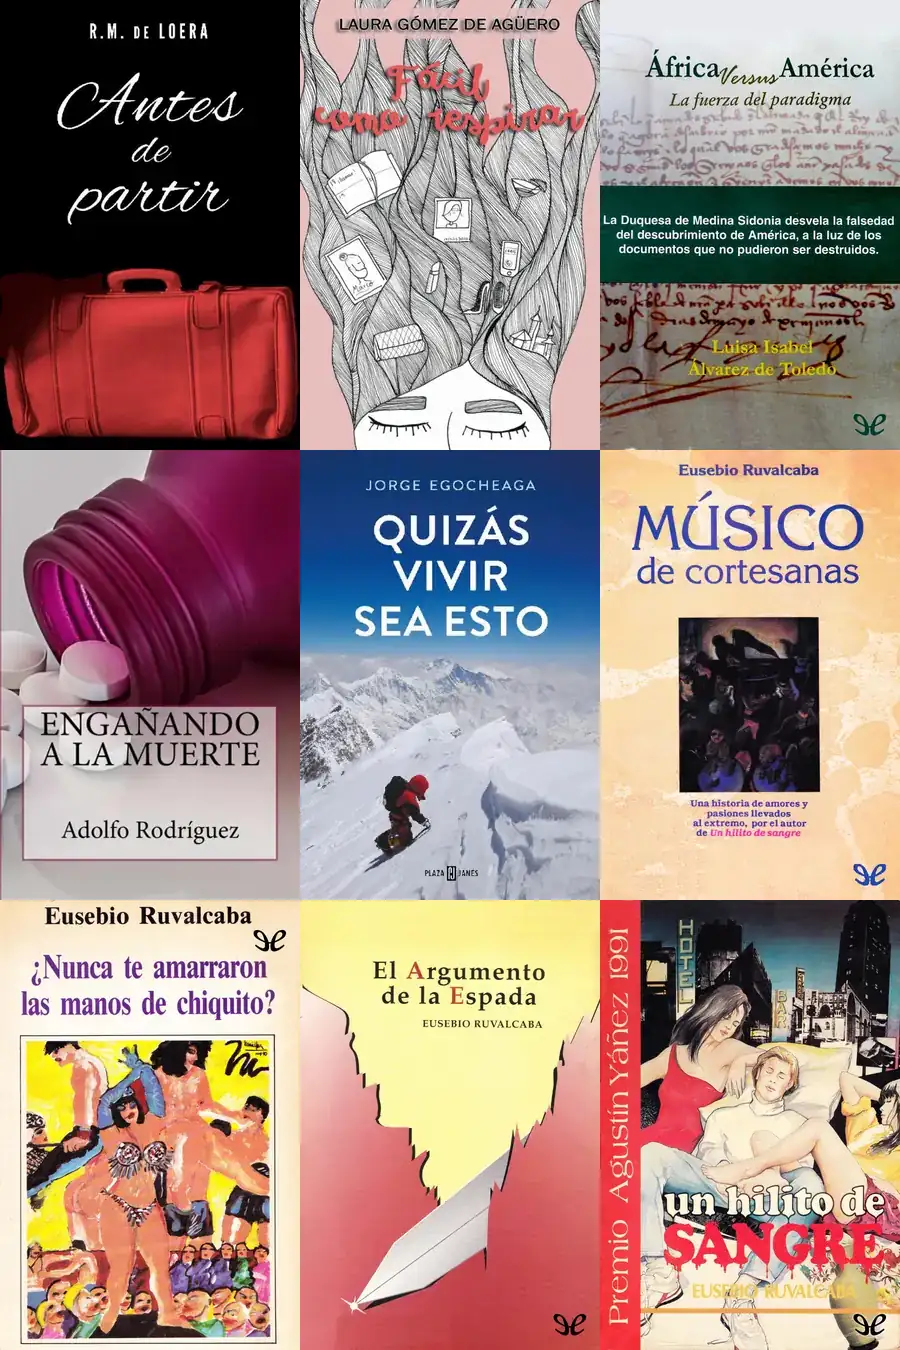 R.M. DE LOERA
Antes
de
partir
LAURA GÓMEZ DE AGÜERO
Fácil
como respirar
África Versus América
La fuerza del paradigma
La Duquesa de Medina Sidonia desvela la falsedad
del descubrimiento de América, a la luz de los
documentos que no pudieron ser destruidos.
Luisa Isabel
Álvarez de Toledo
ENGAÑANDO
A LA MUERTE
Adolfo Rodríguez
JORGE EGOCHEAGA
QUIZÁS
VIVIR
SEA ESTO
PLAZA JANÉS
Eusebio Ruvalcaba
MÚSICO
de cortesanas
Una historia de amores y
pasiones llevados
al extremo, por el autor
de Un hilito de sangre
Eusebio Ruvalcaba
¿Nunca te amarraron
las manos de chiquito?
El Argumento
de la Espada
EUSEBIO RUVALCABA
Premio Agustín Yáñez 1991
HOTEL
BAR
un hilito de
SANGRE
EUSEBIO RUVALCABA